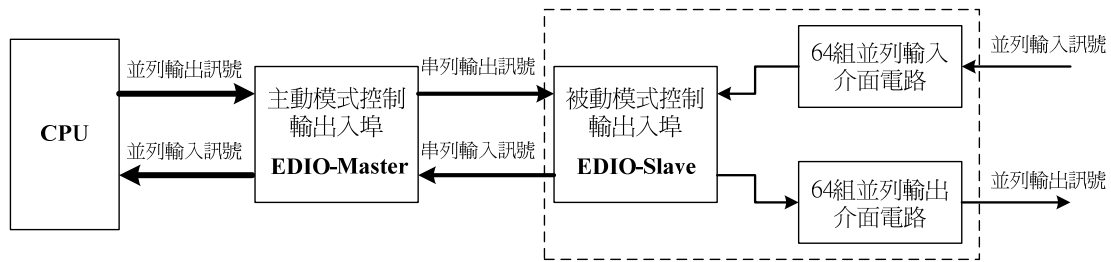 CPU
並列輸出訊號
並列輸入訊號
主動模式控制
輸出入埠
EDIO-Master
串列輸出訊號
串列輸入訊號
被動模式控制
輸出入埠
EDIO-Slave
64組並列輸入
介面電路
並列輸入訊號
64組並列輸出
介面電路
並列輸出訊號